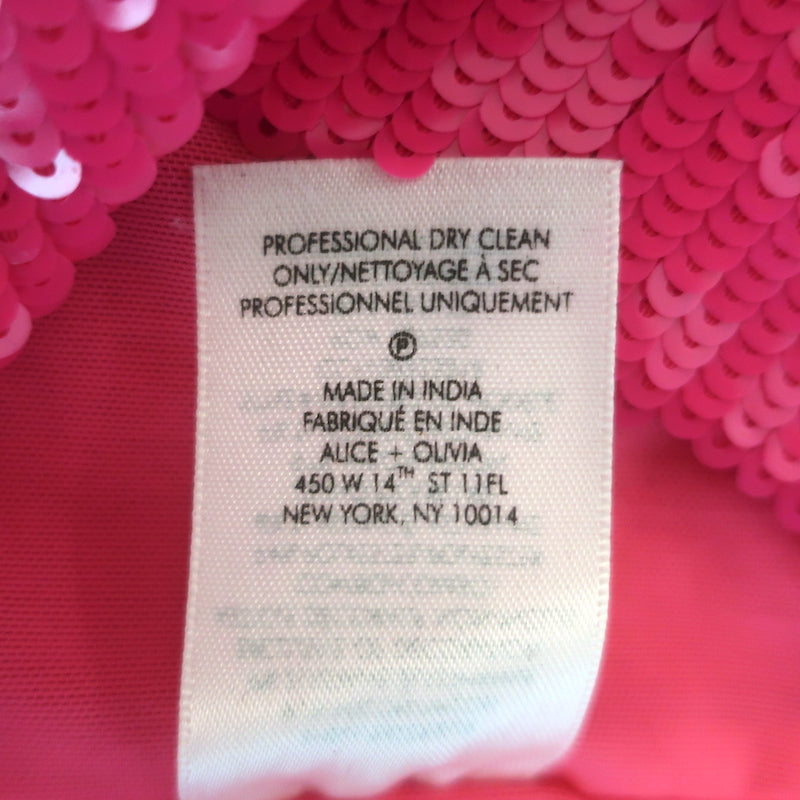 PROFESSIONAL DRY CLEAN
ONLY/NETTOYAGE À SEC
PROFESSIONNEL UNIQUEMENT
Ⓟ
MADE IN INDIA
FABRIQUÉ EN INDE
ALICE + OLIVIA
450 W 14TH ST 11FL
NEW YORK, NY 10014